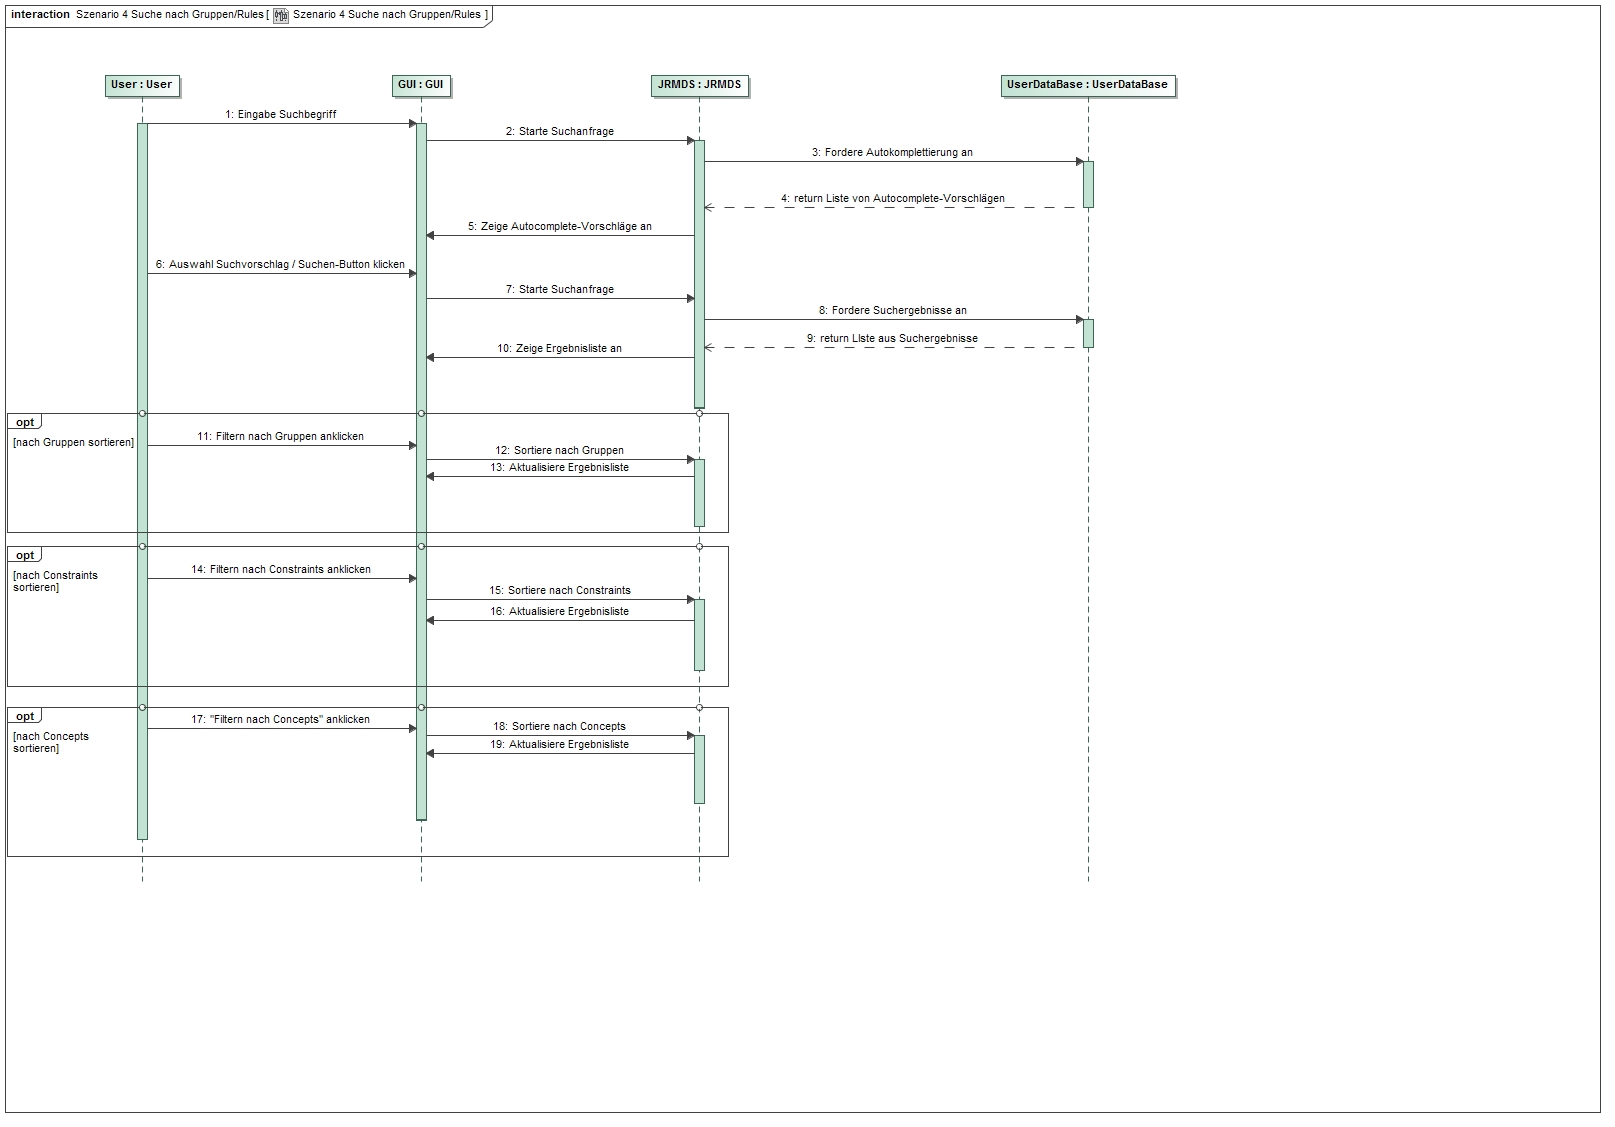 interaction Szenario 4 Suche nach Gruppen/Rules [ Szenario 4 Suche nach Gruppen/Rules ]
User : User
GUI : GUI
JRMDS : JRMDS
UserDataBase : UserDataBase
1: Eingabe Suchbegriff
2: Starte Suchanfrage
3: Fordere Autokomplettierung an
4: return Liste von Autocomplete-Vorschlägen
5: Zeige Autocomplete-Vorschläge an
6: Auswahl Suchvorschlag / Suchen-Button klicken
7: Starte Suchanfrage
8: Fordere Suchergebnisse an
9: return LIste aus Suchergebnisse
10: Zeige Ergebnisliste an
opt
[nach Gruppen sortieren]
11: Filtern nach Gruppen anklicken
12: Sortiere nach Gruppen
13: Aktualisiere Ergebnisliste
opt
[nach Constraints
sortieren]
14: Filtern nach Constraints anklicken
15: Sortiere nach Constraints
16: Aktualisiere Ergebnisliste
opt
[nach Concepts
sortieren]
17: "Filtern nach Concepts" anklicken
18: Sortiere nach Concepts
19: Aktualisiere Ergebnisliste